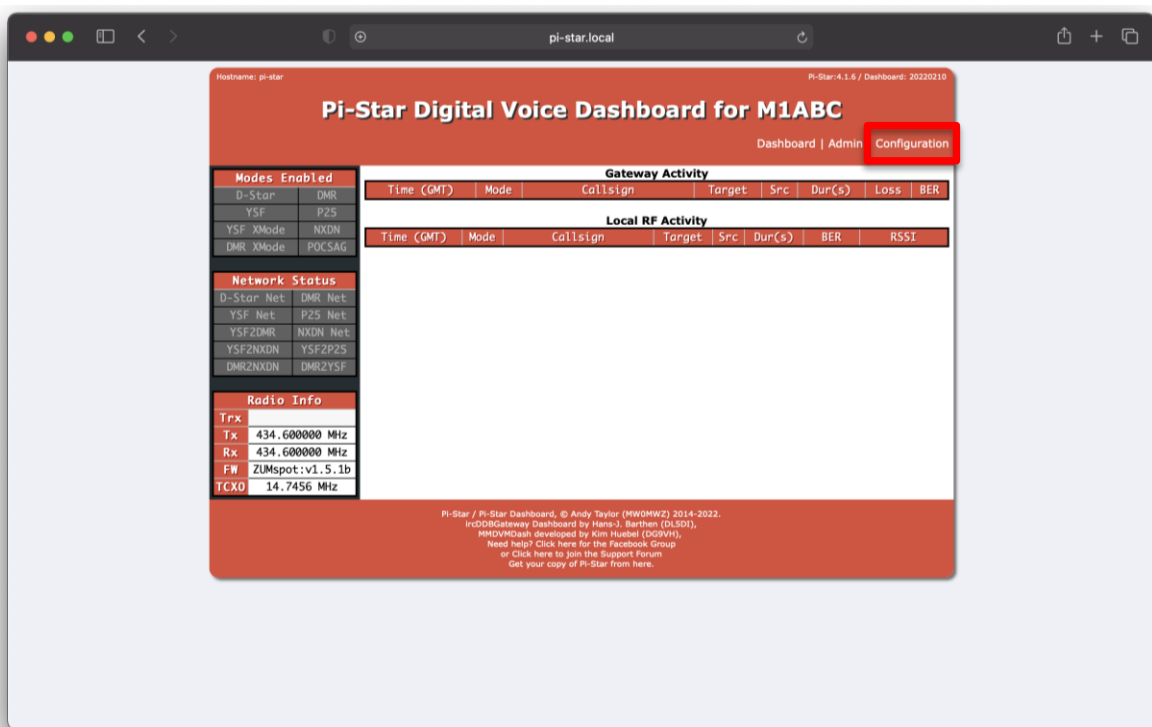 pi-star.local
Hostname: pi-star
Pi-Star:4.1.6 / Dashboard: 20220210
Pi-Star Digital Voice Dashboard for M1ABC
Dashboard | Admin Configuration
Modes Enabled
D-Star DMR
YSF P25
YSF XMode NXDN
DMR XMode POCSAG
Network Status
D-Star Net DMR Net
YSF Net P25 Net
YSF2DMR NXDN Net
YSF2NXDN YSF2P25
DMR2NXDN DMR2YSF
Radio Info
Trx
Tx 434.600000 MHz
Rx 434.600000 MHz
FW ZUMspot:v1.5.1b
TCXO 14.7456 MHz
Gateway Activity
Time (GMT) Mode Callsign Target Src Dur(s) Loss BER
Local RF Activity
Time (GMT) Mode Callsign Target Src Dur(s) BER RSSI
Pi-Star / Pi-Star Dashboard, © Andy Taylor (MW0MWZ) 2014-2022.
ircDDBGateway Dashboard by Hans-J. Barthen (DL5DI),
MMDVMDash developed by Kim Huebel (DG9VH),
Need help? Click here for the Facebook Group
or Click here to join the Support Forum
Get your copy of Pi-Star from here.